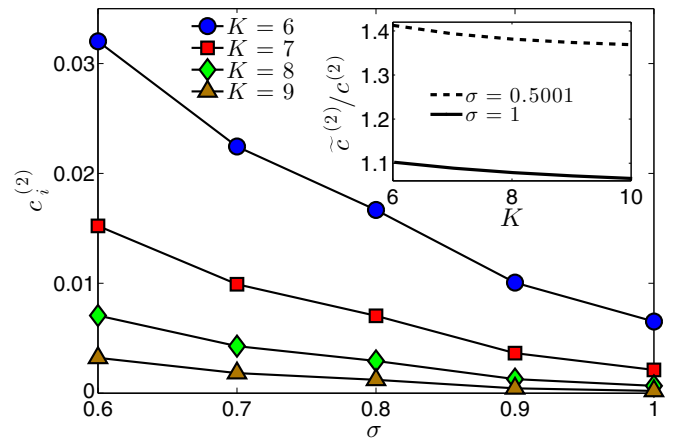 0.03
0.02
0.01
0
c_i^{(2)}
0.6
0.7
0.8
0.9
1
σ
K = 6
K = 7
K = 8
K = 9
1.4
1.3
1.2
1.1
c̃^{(2)}/c^{(2)}
σ = 0.5001
σ = 1
6
8
10
K